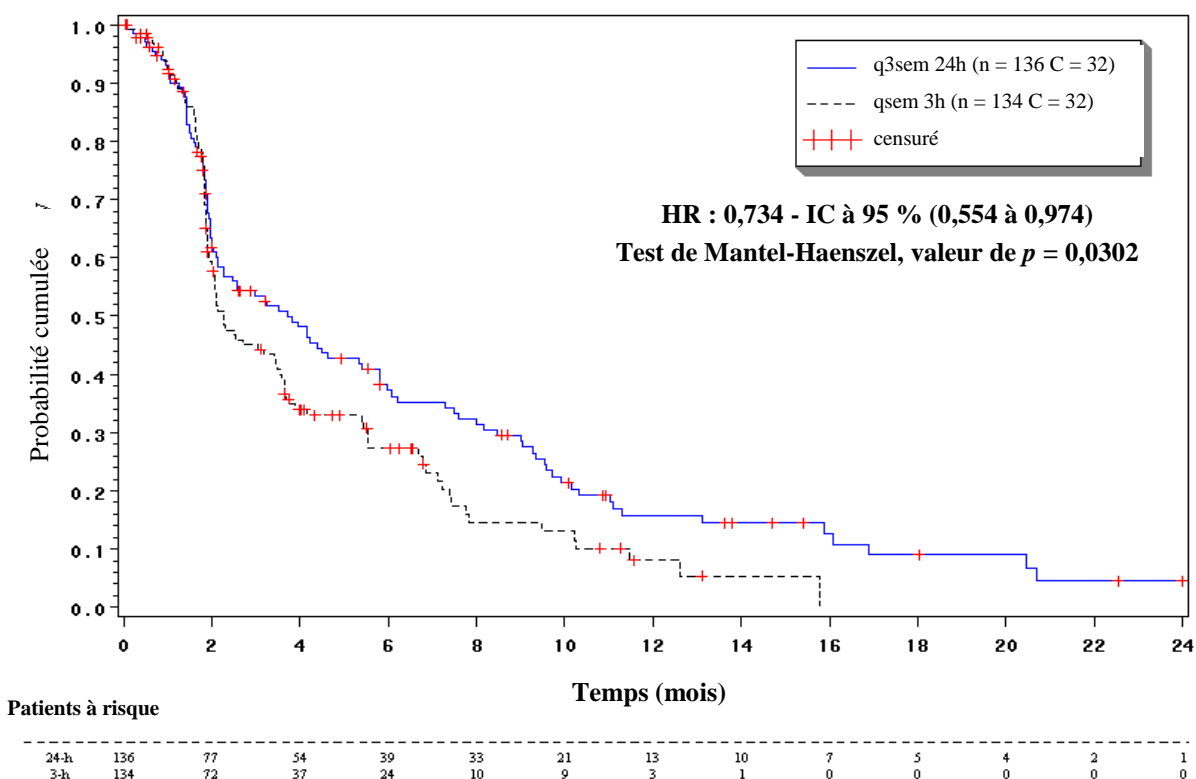 1.0
0.9
0.8
0.7
0.6
0.5
0.4
0.3
0.2
0.1
0.0
Probabilité cumulée
q3sem 24h (n = 136 C = 32)
qsem 3h (n = 134 C = 32)
censuré
HR : 0,734 - IC à 95 % (0,554 à 0,974)
Test de Mantel-Haenszel, valeur de p = 0,0302
0 2 4 6 8 10 12 14 16 18 20 22 24
Temps (mois)
Patients à risque
24-h 136 77 54 39 33 21 13 10 7 5 4 2 1
3-h 134 72 37 24 10 9 3 1 0 0 0 0 0